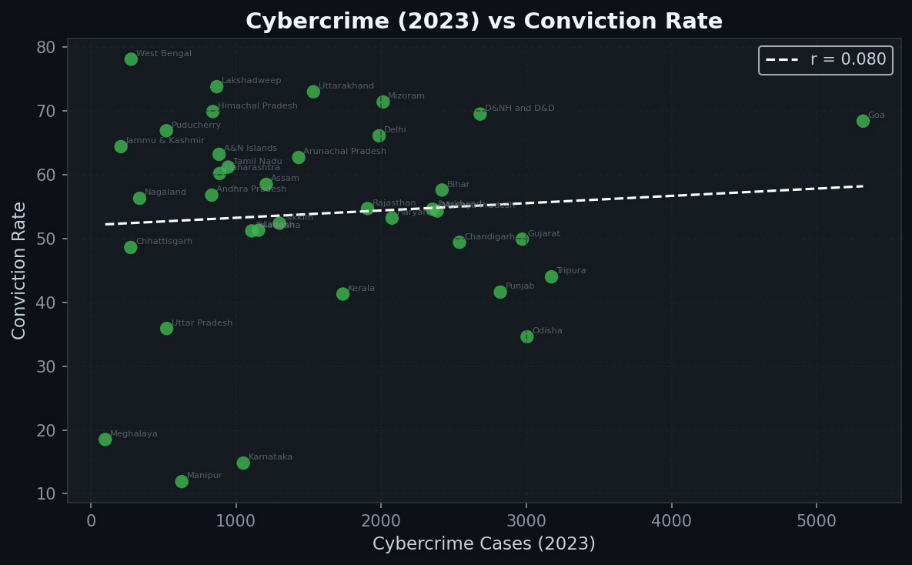 Cybercrime (2023) vs Conviction Rate
r = 0.080
Conviction Rate
80
70
60
50
40
30
20
10
West Bengal
Lakshadweep
Uttarakhand
Mizoram
Himachal Pradesh
D&NH and D&D
Goa
Puducherry
Delhi
Jammu & Kashmir
A&N Islands
Arunachal Pradesh
Tamil Nadu
Maharashtra
Assam
Bihar
Nagaland
Andhra Pradesh
Rajasthan
Haryana
Chandigarh
Gujarat
Chhattisgarh
Tripura
Kerala
Punjab
Uttar Pradesh
Odisha
Meghalaya
Karnataka
Manipur
0
1000
2000
3000
4000
5000
Cybercrime Cases (2023)